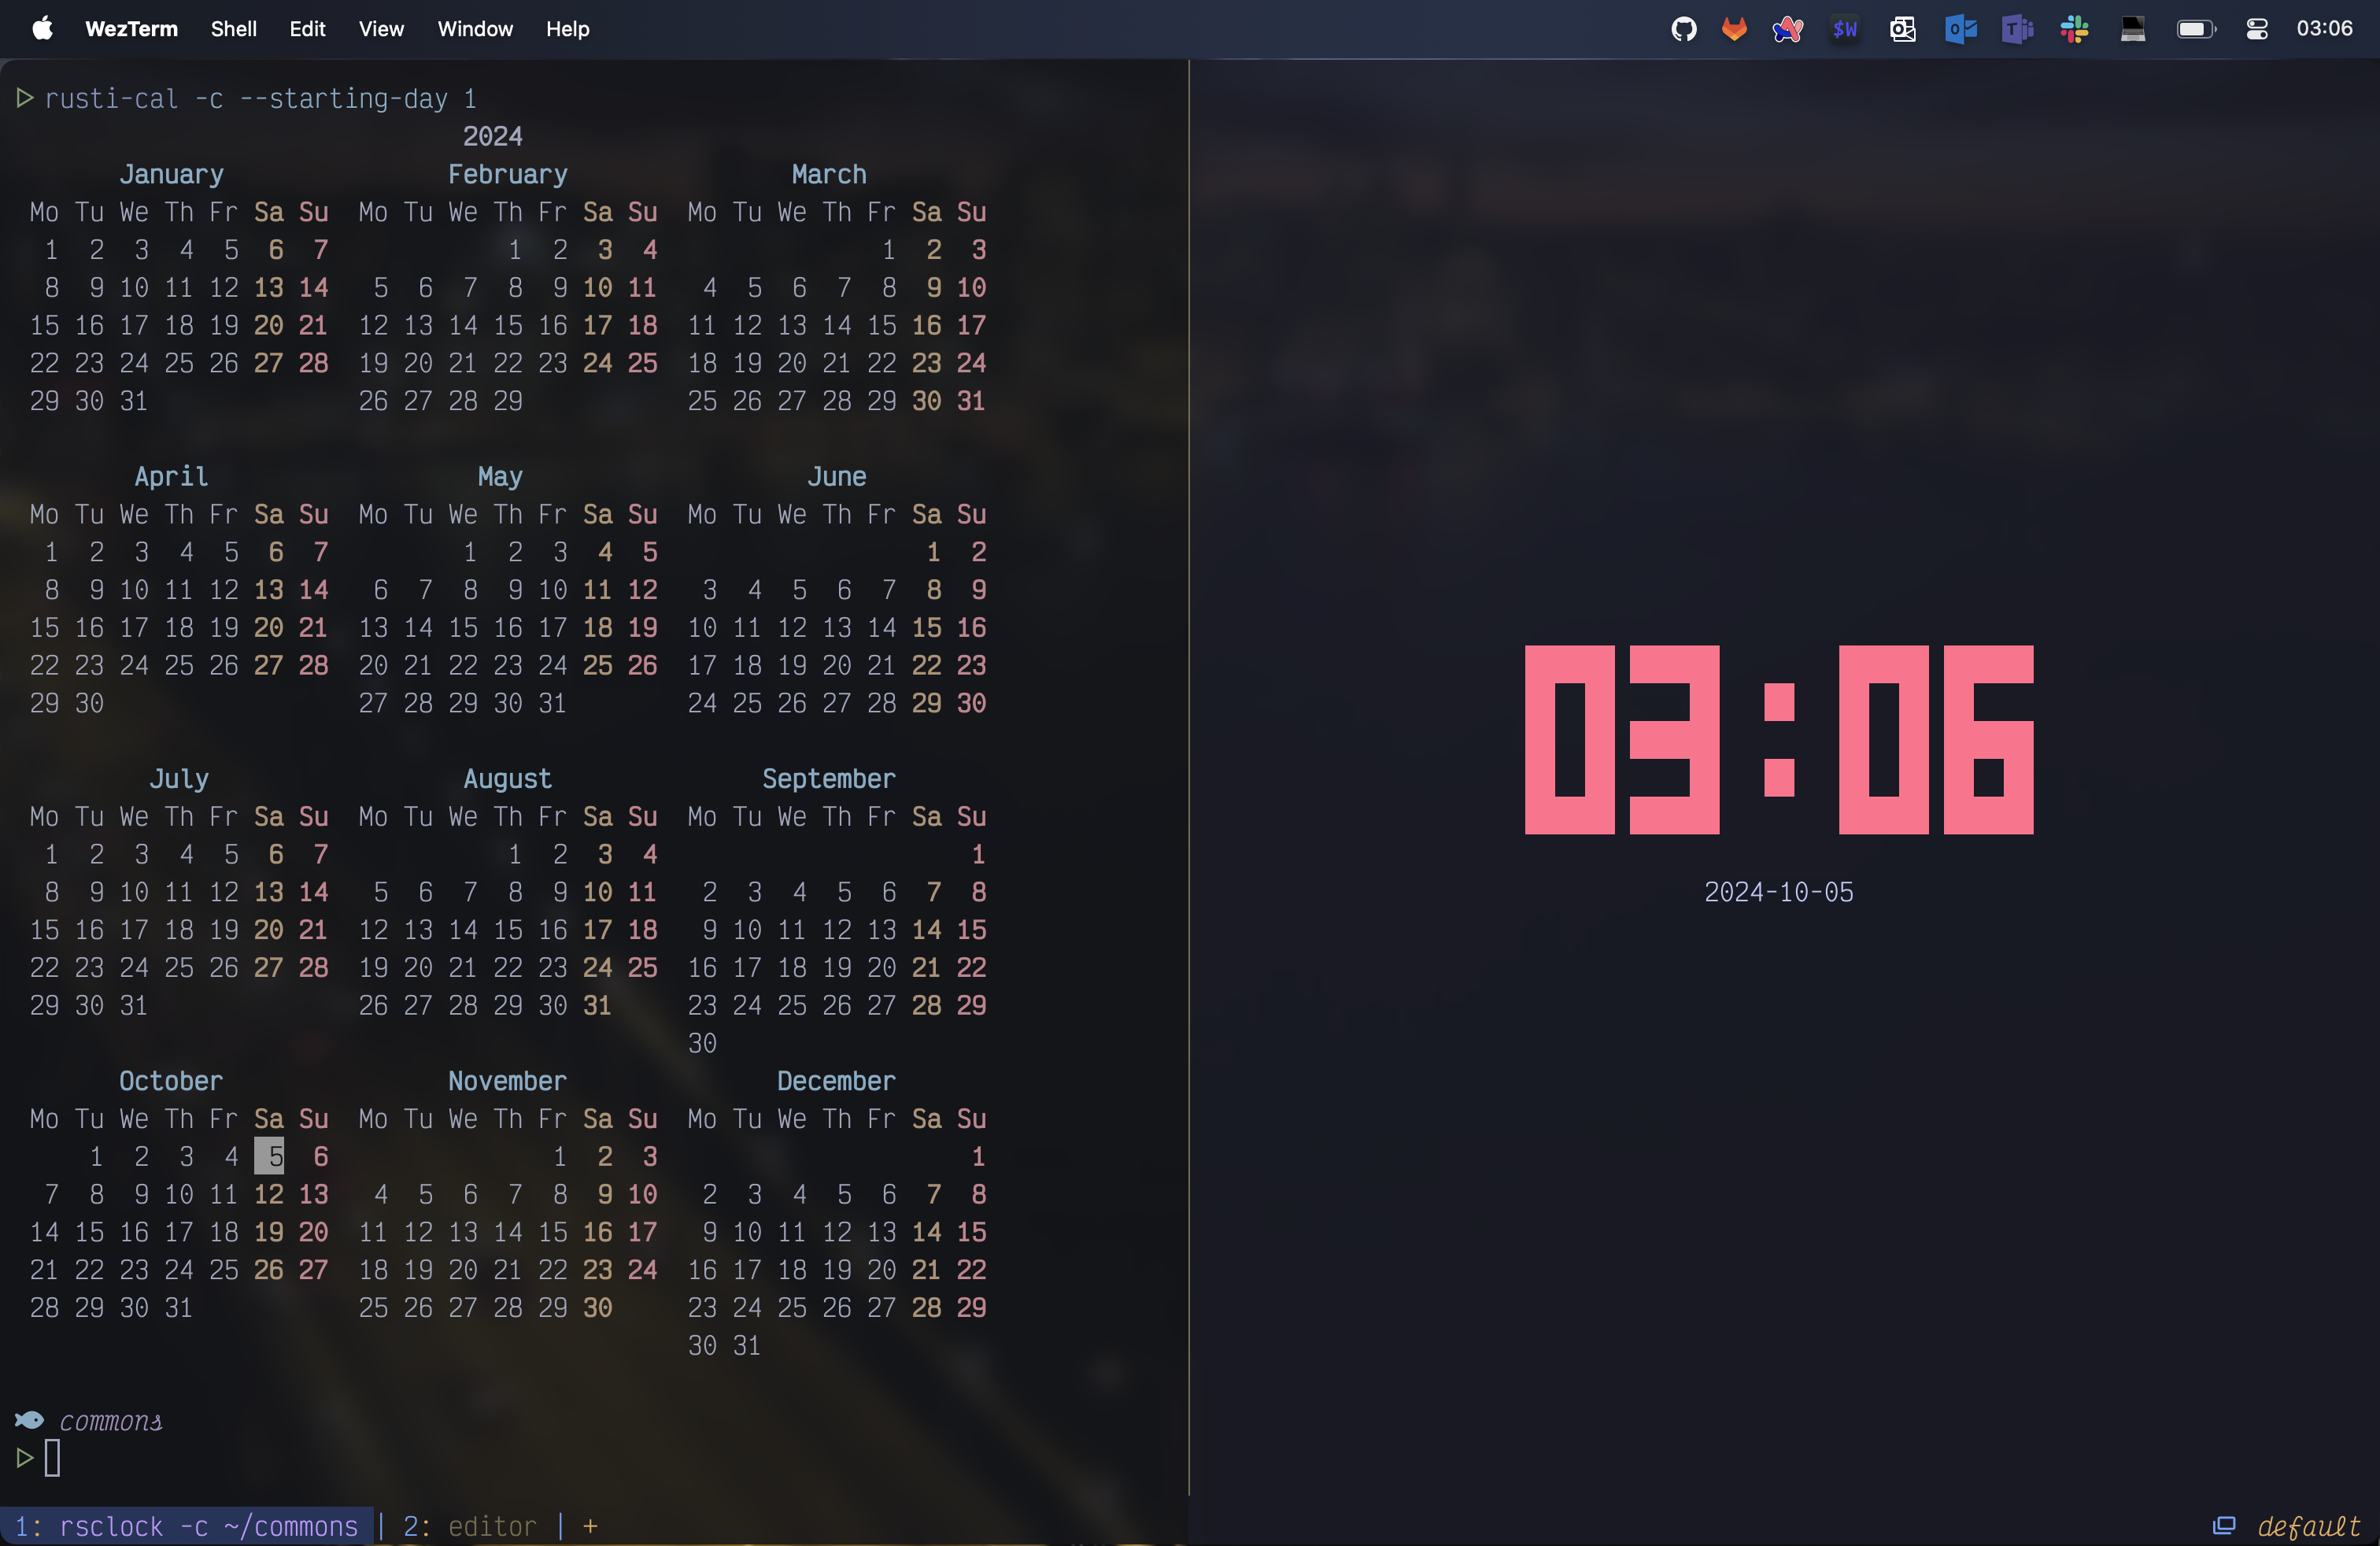 WezTerm Shell Edit View Window Help $W 03:06
rusti-cal -c --starting-day 1
2024
January February March
Mo Tu We Th Fr Sa Su Mo Tu We Th Fr Sa Su Mo Tu We Th Fr Sa Su
1 2 3 4 5 6 7 1 2 3 4 1 2 3
8 9 10 11 12 13 14 5 6 7 8 9 10 11 4 5 6 7 8 9 10
15 16 17 18 19 20 21 12 13 14 15 16 17 18 11 12 13 14 15 16 17
22 23 24 25 26 27 28 19 20 21 22 23 24 25 18 19 20 21 22 23 24
29 30 31 26 27 28 29 25 26 27 28 29 30 31
April May June
Mo Tu We Th Fr Sa Su Mo Tu We Th Fr Sa Su Mo Tu We Th Fr Sa Su
1 2 3 4 5 6 7 1 2 3 4 5 1 2
8 9 10 11 12 13 14 6 7 8 9 10 11 12 3 4 5 6 7 8 9
15 16 17 18 19 20 21 13 14 15 16 17 18 19 10 11 12 13 14 15 16
22 23 24 25 26 27 28 20 21 22 23 24 25 26 17 18 19 20 21 22 23
29 30 27 28 29 30 31 24 25 26 27 28 29 30
July August September
Mo Tu We Th Fr Sa Su Mo Tu We Th Fr Sa Su Mo Tu We Th Fr Sa Su
1 2 3 4 5 6 7 1 2 3 4 1
8 9 10 11 12 13 14 5 6 7 8 9 10 11 2 3 4 5 6 7 8
15 16 17 18 19 20 21 12 13 14 15 16 17 18 9 10 11 12 13 14 15
22 23 24 25 26 27 28 19 20 21 22 23 24 25 16 17 18 19 20 21 22
29 30 31 26 27 28 29 30 31 23 24 25 26 27 28 29
30
October November December
Mo Tu We Th Fr Sa Su Mo Tu We Th Fr Sa Su Mo Tu We Th Fr Sa Su
1 2 3 4 5 6 1 2 3 1
7 8 9 10 11 12 13 4 5 6 7 8 9 10 2 3 4 5 6 7 8
14 15 16 17 18 19 20 11 12 13 14 15 16 17 9 10 11 12 13 14 15
21 22 23 24 25 26 27 18 19 20 21 22 23 24 16 17 18 19 20 21 22
28 29 30 31 25 26 27 28 29 30 23 24 25 26 27 28 29
30 31
commons
03:06
2024-10-05
1: rsclock -c ~/commons | 2: editor | + default